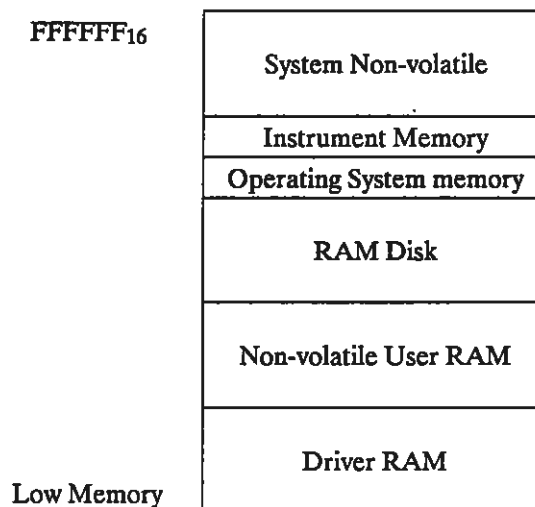 FFFFFF16
System Non-volatile
Instrument Memory
Operating System memory
RAM Disk
Non-volatile User RAM
Driver RAM
Low Memory